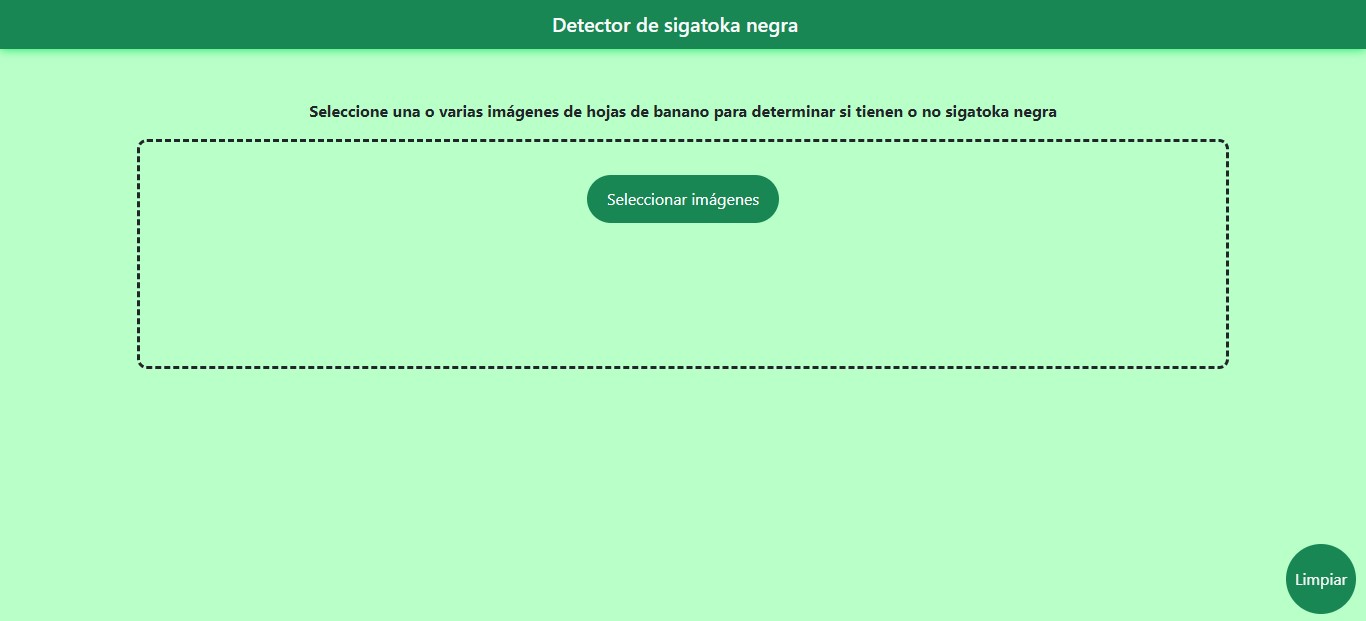 Detector de sigatoka negra
Seleccione una o varias imágenes de hojas de banano para determinar si tienen o no sigatoka negra
Seleccionar imágenes
Limpiar